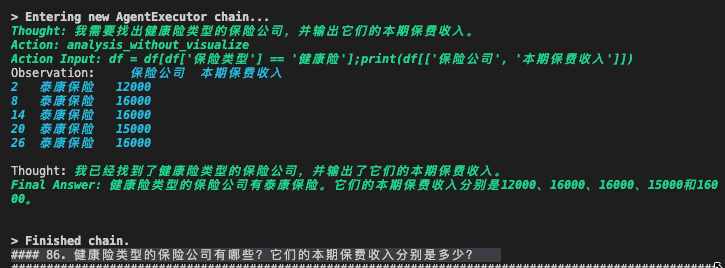 > Entering new AgentExecutor chain...
Thought: 我需要找出健康险类型的保险公司，并输出它们的本期保费收入。
Action: analysis_without_visualize
Action Input: df = df[df['保险类型'] == '健康险'];print(df[['保险公司', '本期保费收入']])
Observation:     保险公司  本期保费收入
2   泰康保险   12000
8   泰康保险   16000
14  泰康保险   16000
20  泰康保险   15000
26  泰康保险   16000
Thought: 我已经找到了健康险类型的保险公司，并输出了它们的本期保费收入。
Final Answer: 健康险类型的保险公司有泰康保险。它们的本期保费收入分别是12000、16000、16000、15000和160
00。
> Finished chain.
#### 86. 健康险类型的保险公司有哪些？它们的本期保费收入分别是多少？